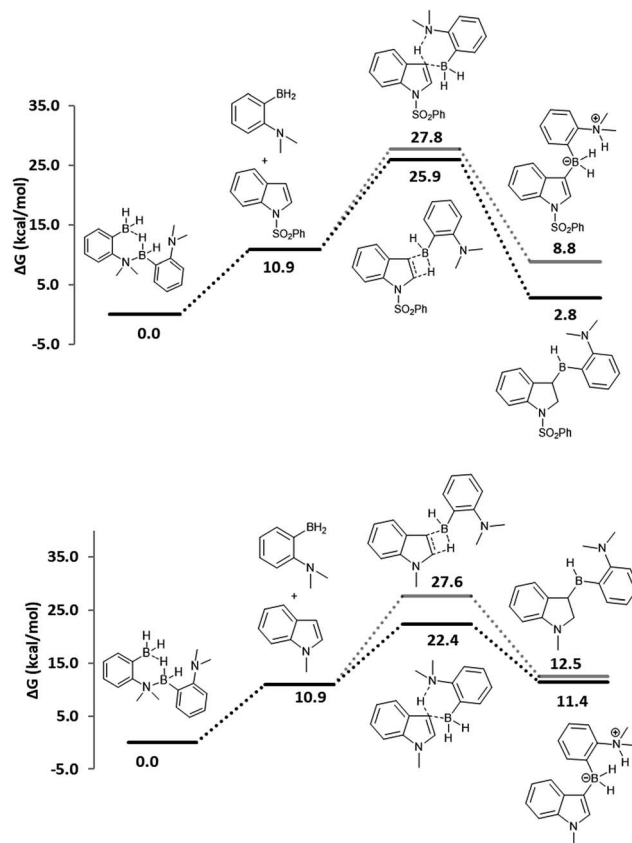 ΔG (kcal/mol)
35.0
25.0
15.0
5.0
-5.0
H
B
H
H
N
B
H
N
0.0
BH₂
N
+
N
SO₂Ph
10.9
N
H
B
H
H
N
SO₂Ph
27.8
25.9
H
B
H
N
N
SO₂Ph
⊕
N
H
H
⊖B
H
N
SO₂Ph
8.8
2.8
N
H
B
N
SO₂Ph
ΔG (kcal/mol)
35.0
25.0
15.0
5.0
-5.0
H
B
H
H
N
B
H
N
0.0
BH₂
N
+
N
10.9
H
B
H
N
N
27.6
22.4
N
H
B
H
H
N
N
H
B
N
12.5
11.4
⊕
N
H
H
⊖B
H
N